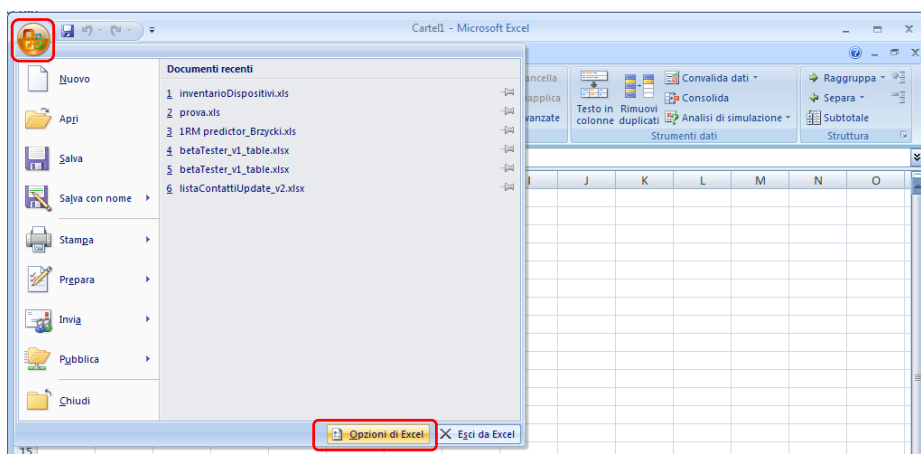 Cartel1 - Microsoft Excel
Nuovo
Apri
Salva
Salva con nome
Stampa
Prepara
Invia
Pubblica
Chiudi
Documenti recenti
1 inventarioDispositivi.xls
2 prova.xls
3 1RM predictor_Brzycki.xls
4 betaTester_v1_table.xlsx
5 betaTester_v1_table.xlsx
6 listaContattiUpdate_v2.xlsx
Opzioni di Excel
Esci da Excel
ancella
iapplica
vanzate
Testo in colonne
Rimuovi duplicati
Convalida dati
Consolida
Analisi di simulazione
Strumenti dati
Raggruppa
Separa
Subtotale
Struttura
I J K L M N O
15